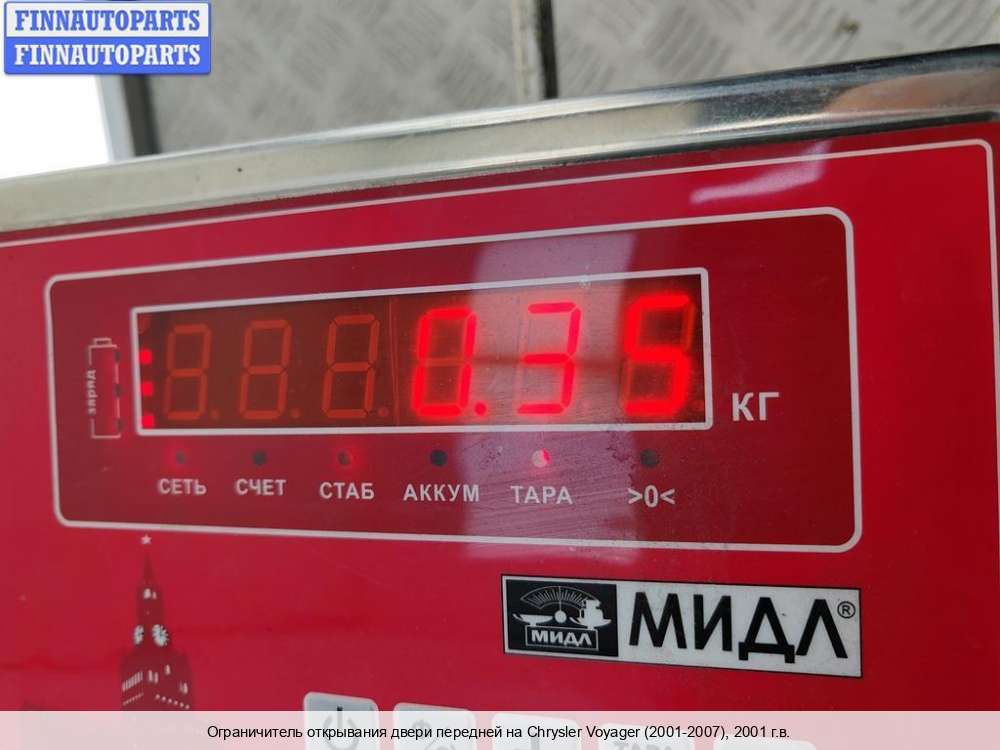 FINNAUTOPARTS
FINNAUTOPARTS
заряд
0.35 КГ
СЕТЬ СЧЕТ СТАБ АККУМ ТАРА >0<
МИДЛ МИДЛ®
ТАРА
Ограничитель открывания двери передней на Chrysler Voyager (2001-2007), 2001 г.в.